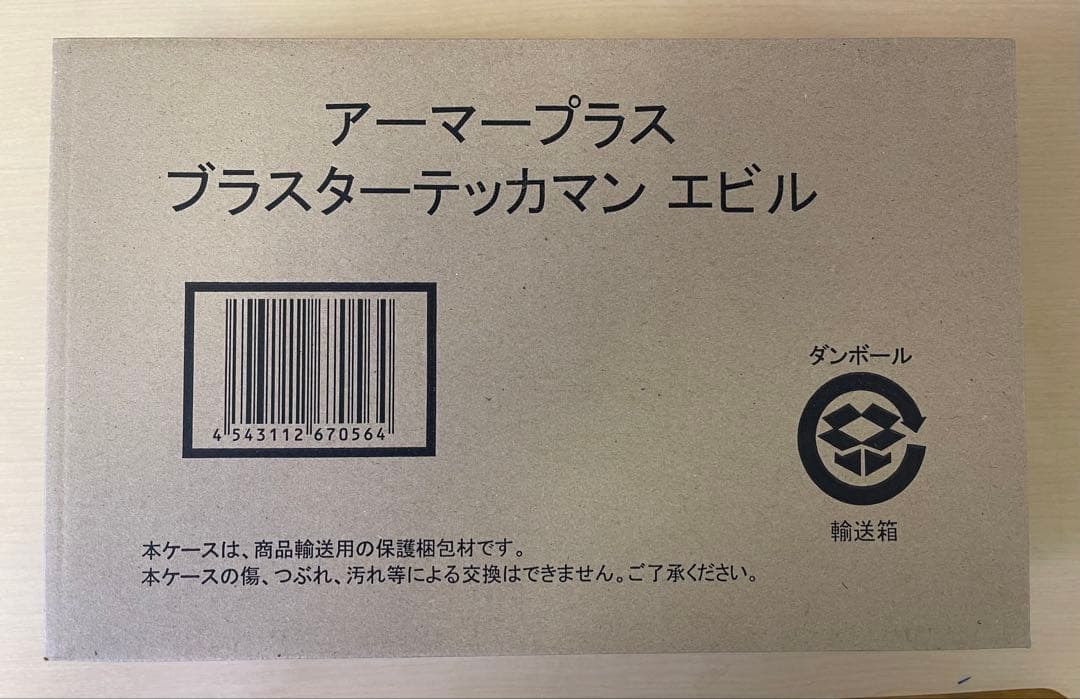 アーマープラス
ブラスターテッカマン エビル
4 543112 670564
ダンボール
輸送箱
本ケースは、商品輸送用の保護梱包材です。
本ケースの傷、つぶれ、汚れ等による交換はできません。ご了承ください。